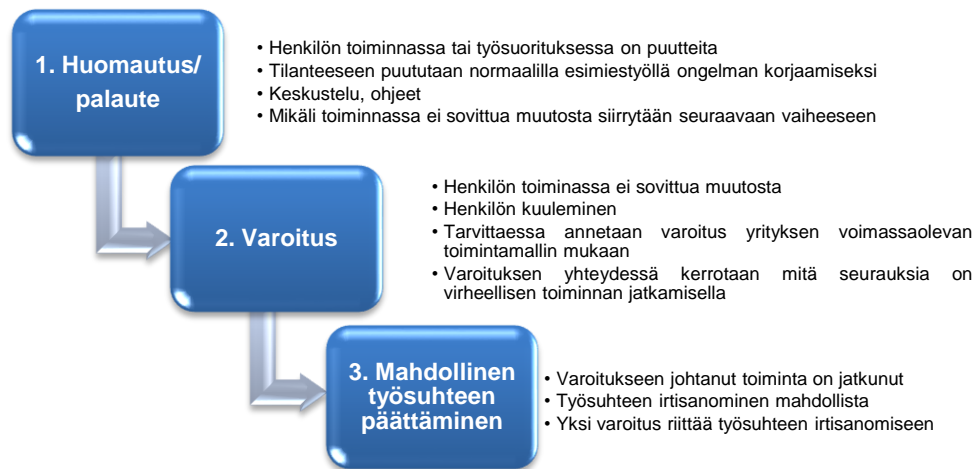 1. Huomautus/
palaute
• Henkilön toiminnassa tai työsuorituksessa on puutteita
• Tilanteeseen puututaan normaalilla esimiestyöllä ongelman korjaamiseksi
• Keskustelu, ohjeet
• Mikäli toiminnassa ei sovittua muutosta siirrytään seuraavaan vaiheeseen
2. Varoitus
• Henkilön toiminassa ei sovittua muutosta
• Henkilön kuuleminen
• Tarvittaessa annetaan varoitus yrityksen voimassaolevan
toimintamallin mukaan
• Varoituksen yhteydessä kerrotaan mitä seurauksia on
virheellisen toiminnan jatkamisella
3. Mahdollinen
työsuhteen
päättäminen
• Varoitukseen johtanut toiminta on jatkunut
• Työsuhteen irtisanominen mahdollista
• Yksi varoitus riittää työsuhteen irtisanomiseen